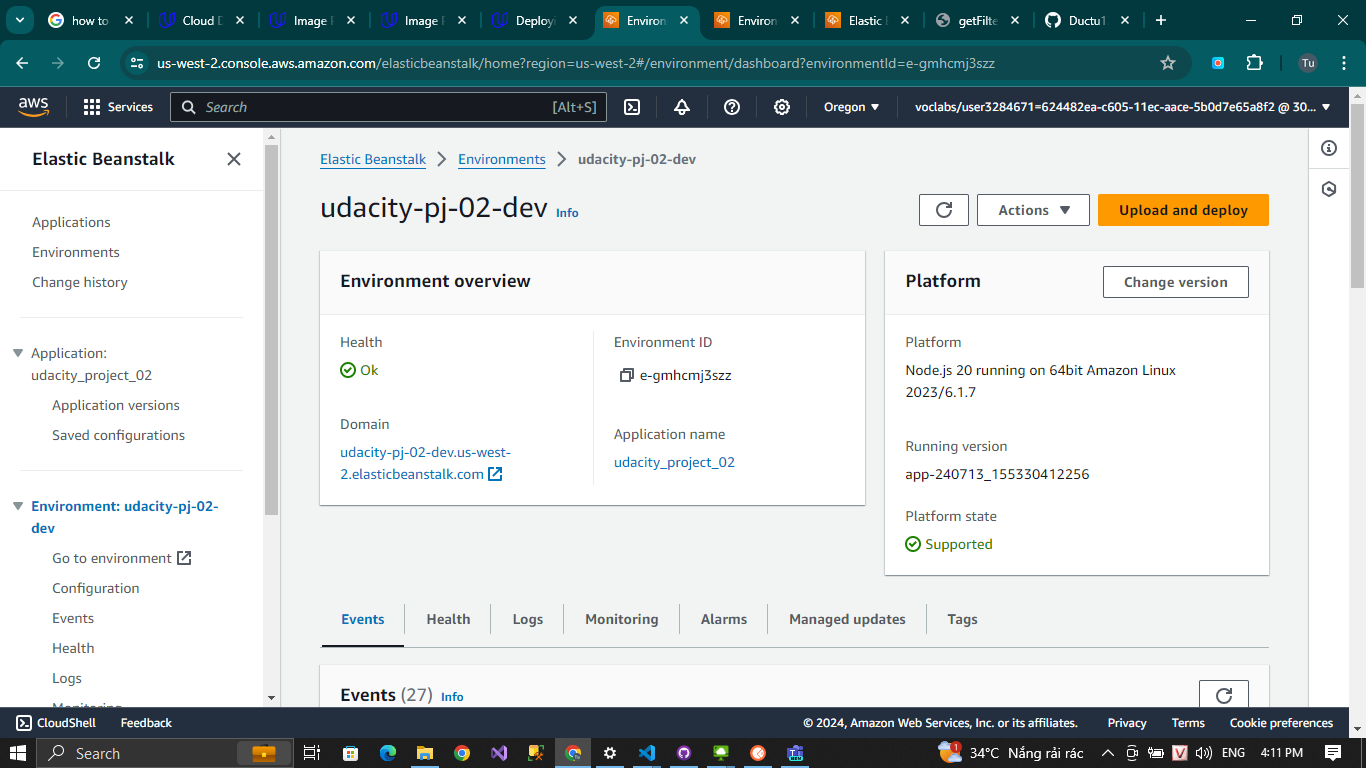 how to
Cloud D
Image P
Image P
Deployi
Environ
Environ
Elastic
getFilte
Ductu1
us-west-2.console.aws.amazon.com/elasticbeanstalk/home?region=us-west-2#/environment/dashboard?environmentId=e-gmhcmj3szz
Tu
aws
Services
Search
[Alt+S]
Oregon
voclabs/user3284671=624482ea-c605-11ec-aace-5b0d7e65a8f2 @ 30...
Elastic Beanstalk
Applications
Environments
Change history
Application:
udacity_project_02
Application versions
Saved configurations
Environment: udacity-pj-02-
dev
Go to environment
Configuration
Events
Health
Logs
Monitoring
Elastic Beanstalk
Environments
udacity-pj-02-dev
udacity-pj-02-dev
Info
Actions
Upload and deploy
Environment overview
Health
Ok
Domain
udacity-pj-02-dev.us-west-
2.elasticbeanstalk.com
Environment ID
e-gmhcmj3szz
Application name
udacity_project_02
Platform
Change version
Platform
Node.js 20 running on 64bit Amazon Linux
2023/6.1.7
Running version
app-240713_155330412256
Platform state
Supported
Events
Health
Logs
Monitoring
Alarms
Managed updates
Tags
Events (27) Info
CloudShell
Feedback
© 2024, Amazon Web Services, Inc. or its affiliates.
Privacy
Terms
Cookie preferences
Search
1
34°C Nắng rải rác
V
ENG
4:11 PM